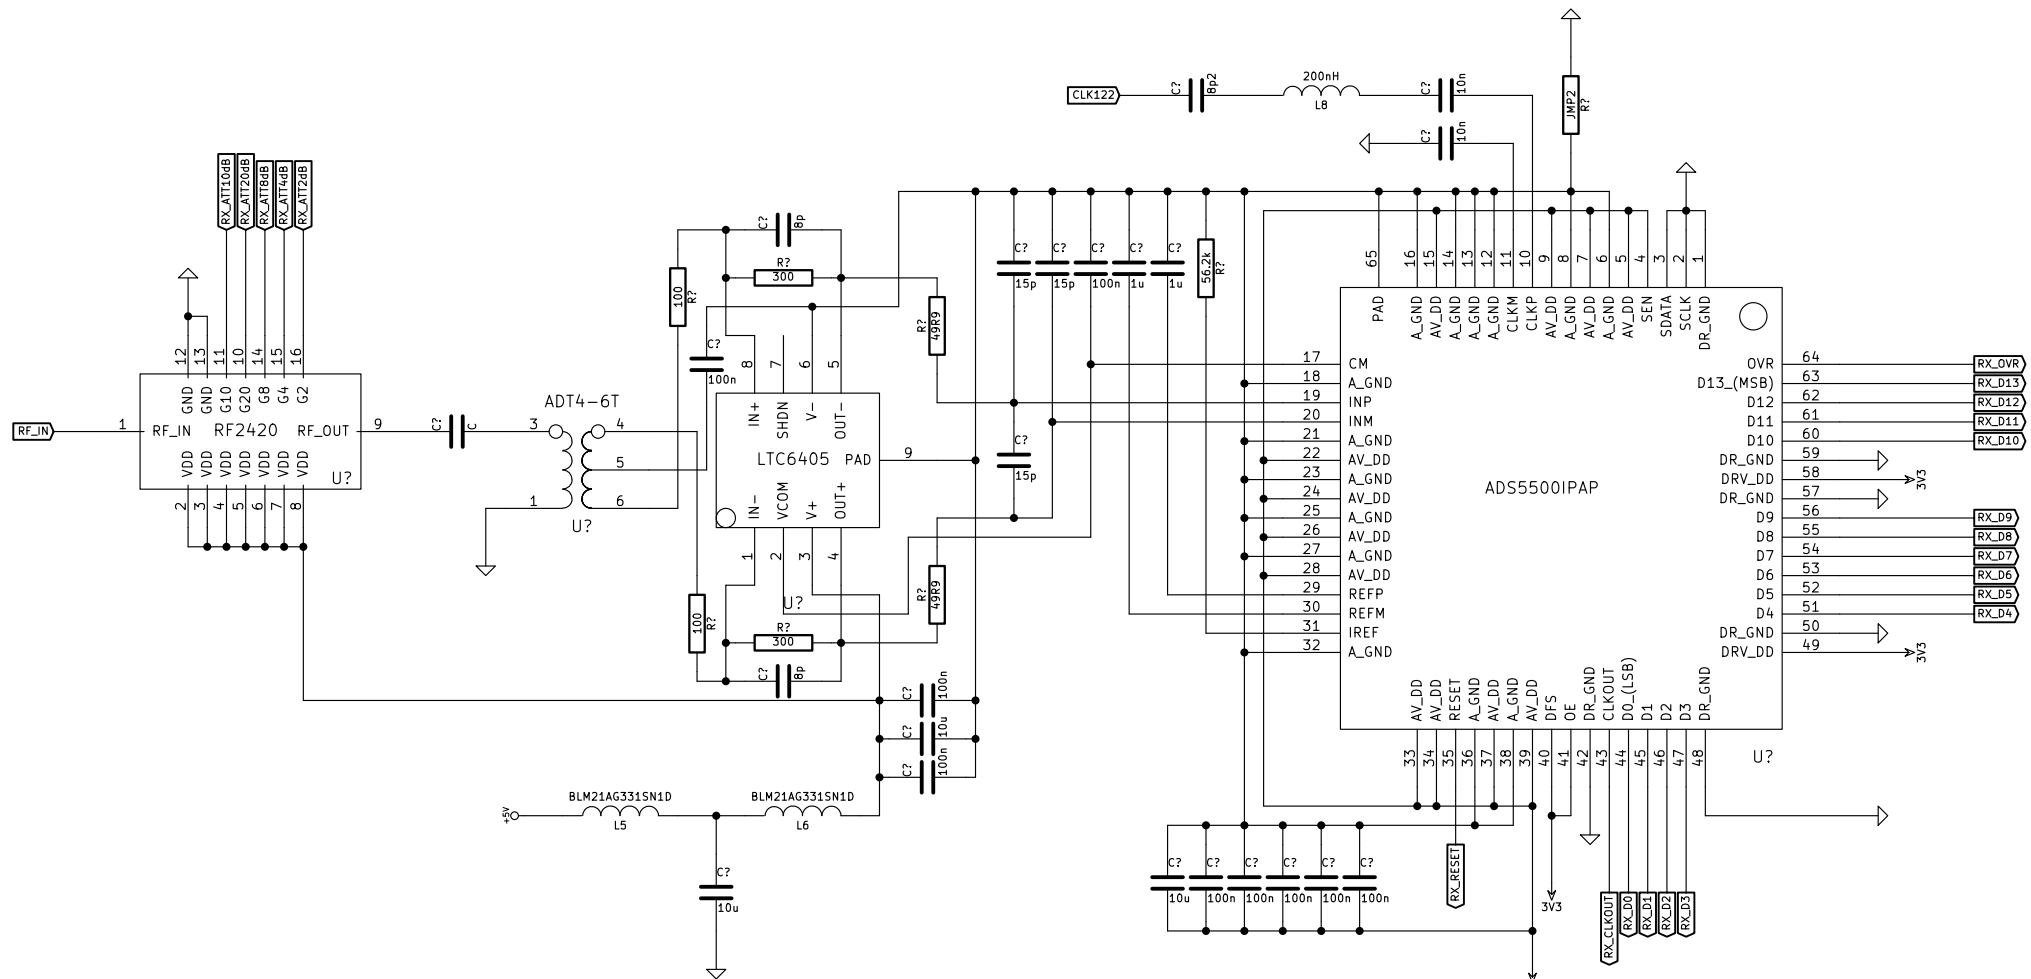 CLK122
C?
8p2
200nH
L8
C?
10n
C?
10n
JMP2
R?
RX_ATT10dB
RX_ATT20dB
RX_ATT8dB
RX_ATT4dB
RX_ATT2dB
12
13
11
10
14
15
16
GND
GND
G10
G20
G8
G4
G2
RF_IN
1
RF_IN
RF2420
RF_OUT
9
VDD
VDD
VDD
VDD
VDD
VDD
VDD
U?
2
3
4
5
6
7
8
C?
C
ADT4-6T
3
4
5
1
6
U?
100
R?
C?
8p
R?
300
C?
100n
R?
49R9
8
7
6
5
IN+
SHDN
V-
OUT-
LTC6405
PAD
9
IN-
VCOM
V+
OUT+
1
2
3
4
U?
100
R?
R?
300
C?
8p
R?
49R9
C?
15p
C?
15p
C?
100n
C?
1u
C?
1u
56.2k
R?
C?
15p
C?
100n
C?
10u
C?
100n
+5V
BLM21AG331SN1D
L5
BLM21AG331SN1D
L6
C?
10u
65
16
15
14
13
12
11
10
9
8
7
6
5
4
3
2
1
PAD
A_GND
AV_DD
A_GND
A_GND
A_GND
CLKM
CLKP
AV_DD
A_GND
AV_DD
A_GND
AV_DD
SEN
SDATA
SCLK
DR_GND
17 CM
18 A_GND
19 INP
20 INM
21 A_GND
22 AV_DD
23 A_GND
24 AV_DD
25 A_GND
26 AV_DD
27 A_GND
28 AV_DD
29 REFP
30 REFM
31 IREF
32 A_GND
ADS5500IPAP
OVR 64 RX_OVR
D13_(MSB) 63 RX_D13
D12 62 RX_D12
D11 61 RX_D11
D10 60 RX_D10
DR_GND 59
DRV_DD 58 3V3
DR_GND 57
D9 56 RX_D9
D8 55 RX_D8
D7 54 RX_D7
D6 53 RX_D6
D5 52 RX_D5
D4 51 RX_D4
DR_GND 50
DRV_DD 49 3V3
AV_DD
AV_DD
RESET
A_GND
AV_DD
A_GND
AV_DD
DFS
OE
DR_GND
CLKOUT
D0_(LSB)
D1
D2
D3
DR_GND
33
34
35
36
37
38
39
40
41
42
43
44
45
46
47
48
U?
C?
10u
C?
100n
C?
100n
C?
100n
C?
100n
C?
100n
RX_RESET
3V3
RX_CLKOUT
RX_D0
RX_D1
RX_D2
RX_D3